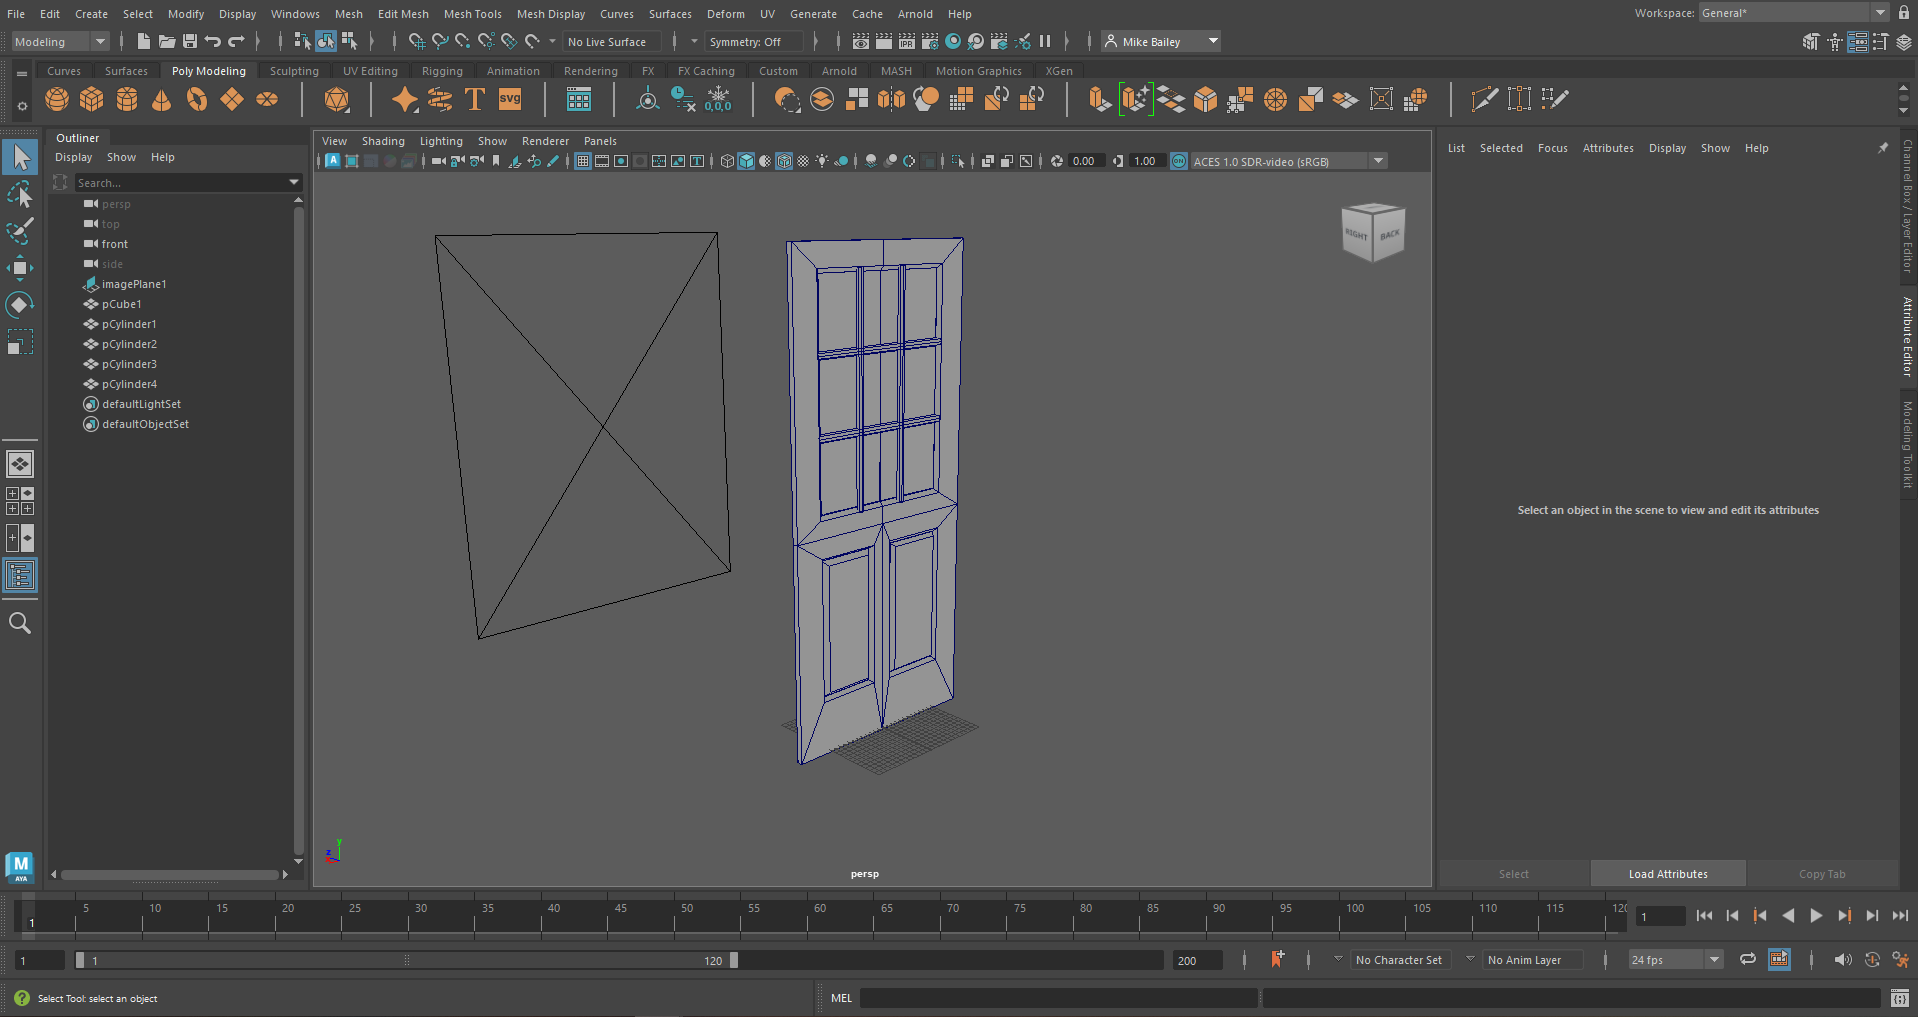 File Edit Create Select Modify Display Windows Mesh Edit Mesh Mesh Tools Mesh Display Curves Surfaces Deform UV Generate Cache Arnold Help Workspace: General*
Modeling No Live Surface Symmetry: Off IPR Mike Bailey
Curves Surfaces Poly Modeling Sculpting UV Editing Rigging Animation Rendering FX FX Caching Custom Arnold MASH Motion Graphics XGen
T SVG 0,0,0
Outliner
Display Show Help
Search...
persp
top
front
side
imagePlane1
pCube1
pCylinder1
pCylinder2
pCylinder3
pCylinder4
defaultLightSet
defaultObjectSet
View Shading Lighting Show Renderer Panels
0.00 1.00 ON ACES 1.0 SDR-video (sRGB)
RIGHT BACK
y
z
persp
List Selected Focus Attributes Display Show Help
Select an object in the scene to view and edit its attributes
Select Load Attributes Copy Tab
Channel Box / Layer Editor
Attribute Editor
Modeling Toolkit
M
AYA
5 10 15 20 25 30 35 40 45 50 55 60 65 70 75 80 85 90 95 100 105 110 115 120
1 1
1 1 120 200 No Character Set No Anim Layer 24 fps
Select Tool: select an object MEL